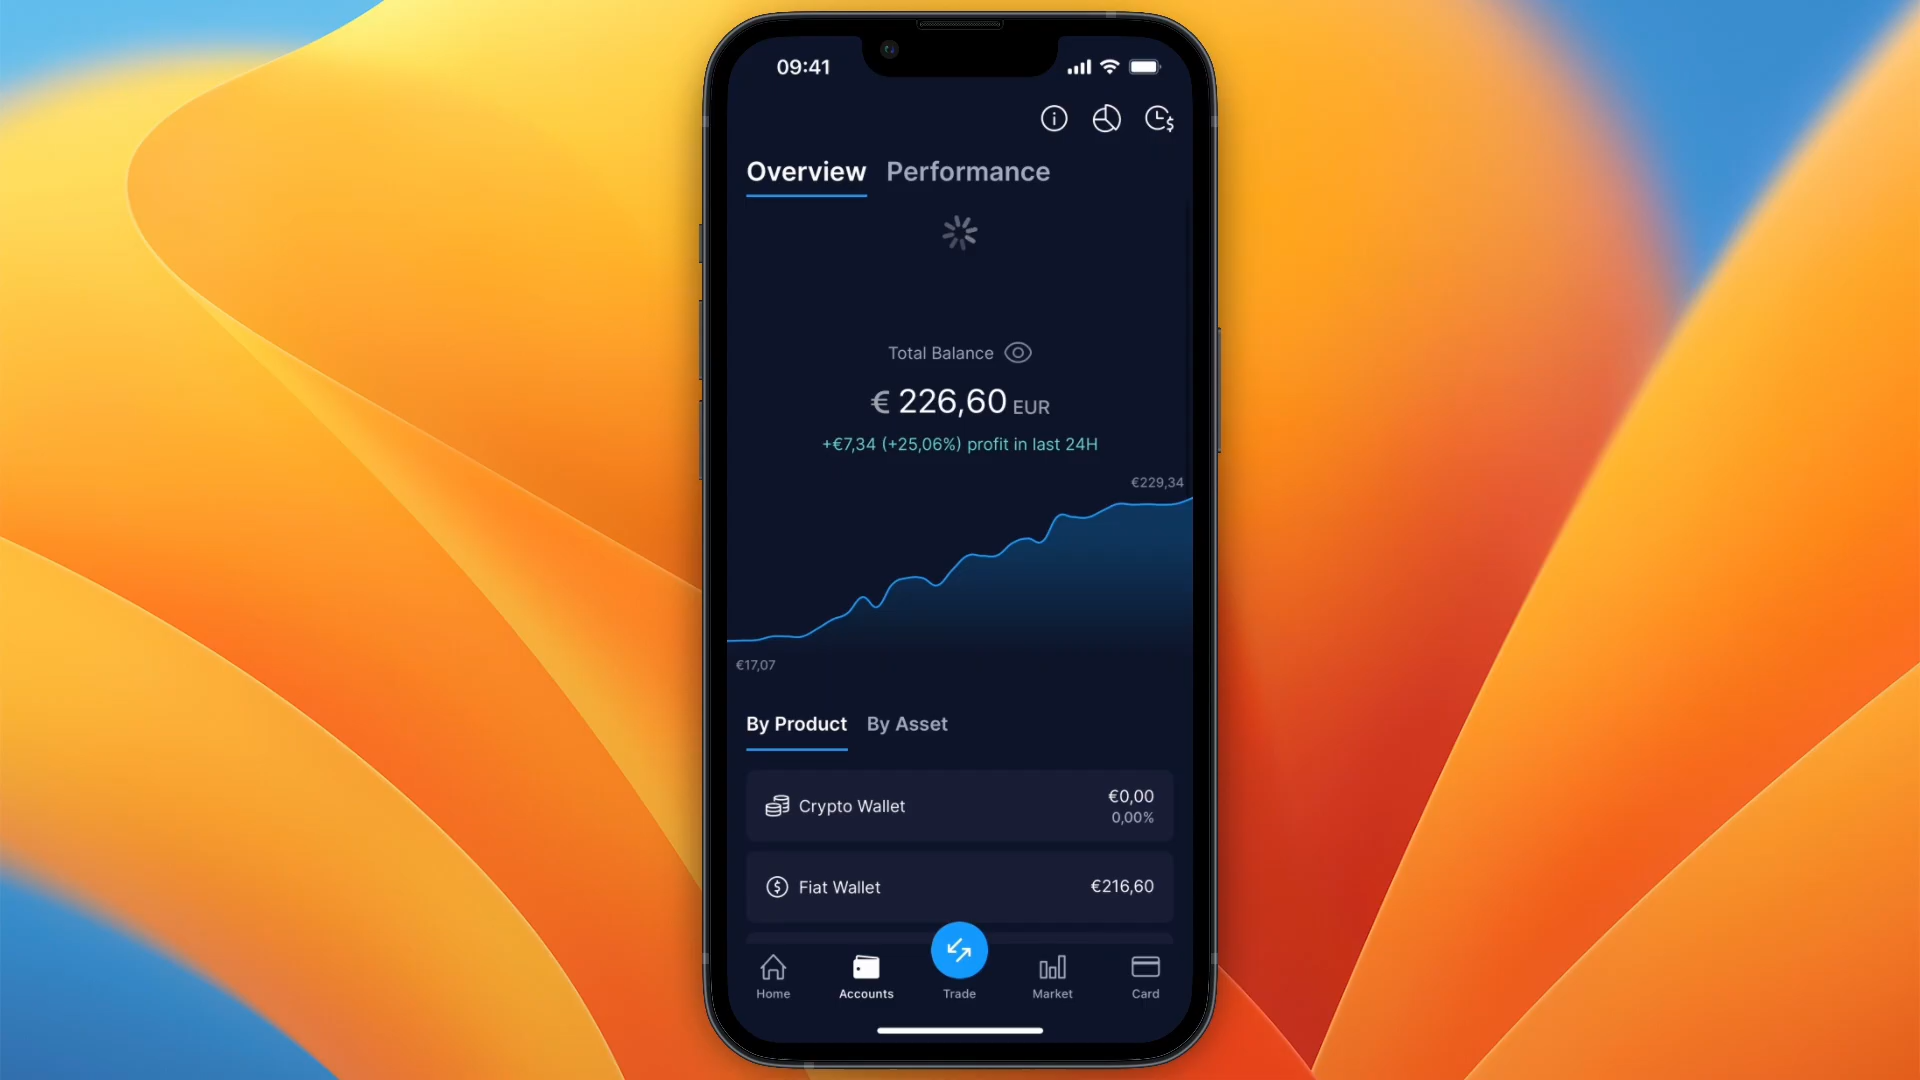 09:41
Overview Performance
Total Balance
€ 226,60 EUR
+€7,34 (+25,06%) profit in last 24H
€229,34
€17,07
By Product By Asset
Crypto Wallet €0,00
0,00%
Fiat Wallet €216,60
Home Accounts Trade Market Card